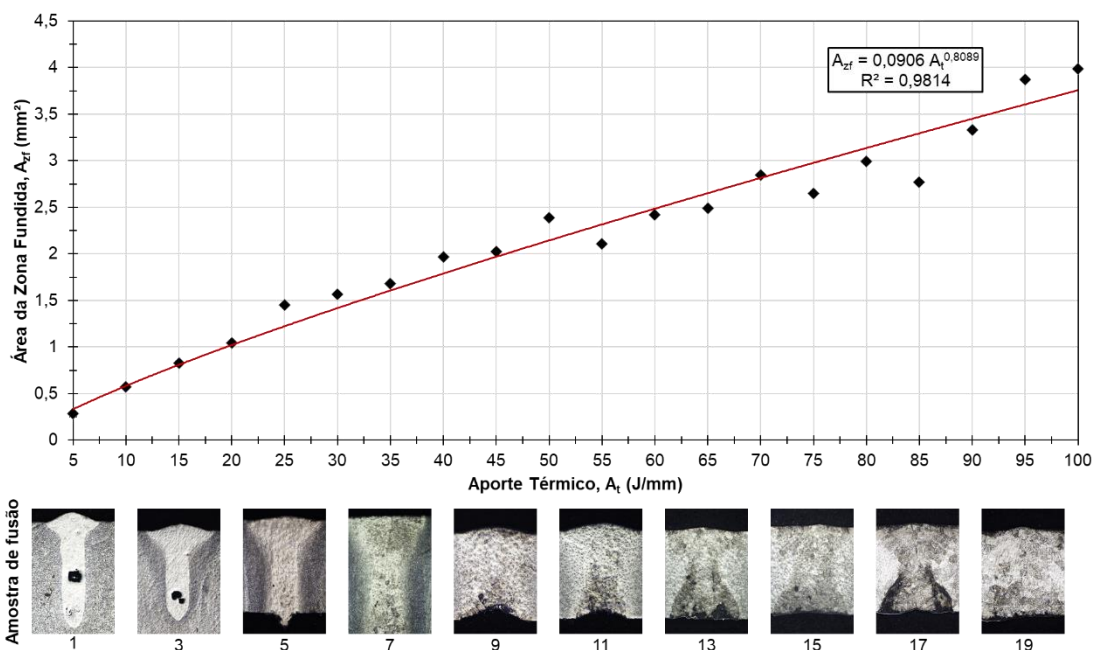 4,5
4
3,5
3
2,5
2
1,5
1
0,5
0
Área da Zona Fundida, Azf (mm²)
Azf = 0,0906 At^0,8089
R² = 0,9814
5 10 15 20 25 30 35 40 45 50 55 60 65 70 75 80 85 90 95 100
Aporte Térmico, At (J/mm)
Amostra de fusão
1 3 5 7 9 11 13 15 17 19